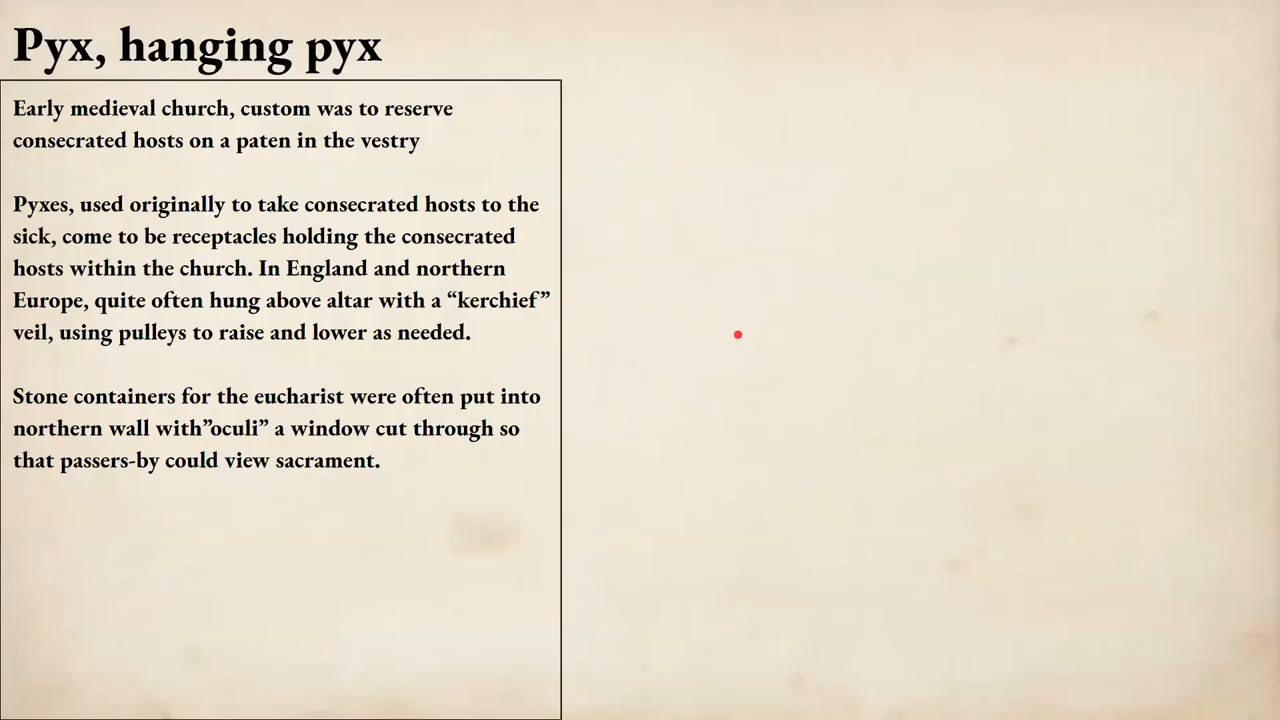 Pyx, hanging pyx
Early medieval church, custom was to reserve
consecrated hosts on a paten in the vestry
Pyxes, used originally to take consecrated hosts to the
sick, come to be receptacles holding the consecrated
hosts within the church. In England and northern
Europe, quite often hung above altar with a “kerchief”
veil, using pulleys to raise and lower as needed.
Stone containers for the eucharist were often put into
northern wall with”oculi” a window cut through so
that passers-by could view sacrament.